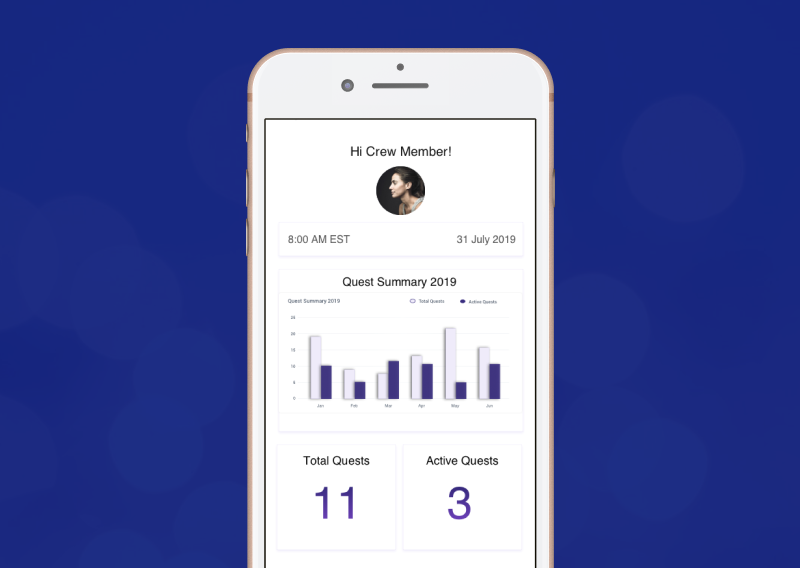 Hi Crew Member!
8:00 AM EST 31 July 2019
Quest Summary 2019
Quest Summary 2019 Total Quests Active Quests
25
20
15
10
5
0
Jan Feb Mar Apr May Jun
Total Quests Active Quests
11 3